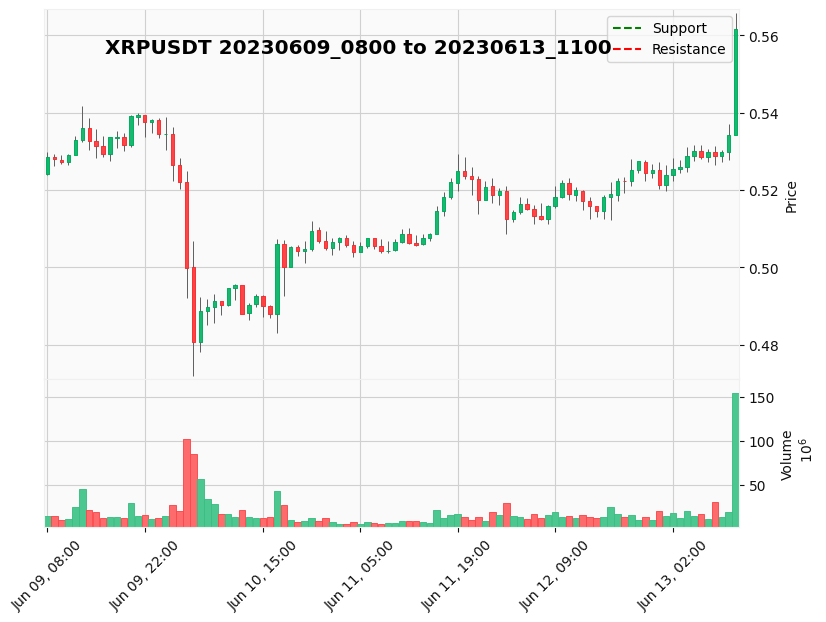 XRPUSDT 20230609_0800 to 20230613_1100
Support
Resistance
0.56
0.54
0.52
0.50
0.48
Price
150
100
50
Volume
10⁶
Jun 09, 08:00
Jun 09, 22:00
Jun 10, 15:00
Jun 11, 05:00
Jun 11, 19:00
Jun 12, 09:00
Jun 13, 02:00